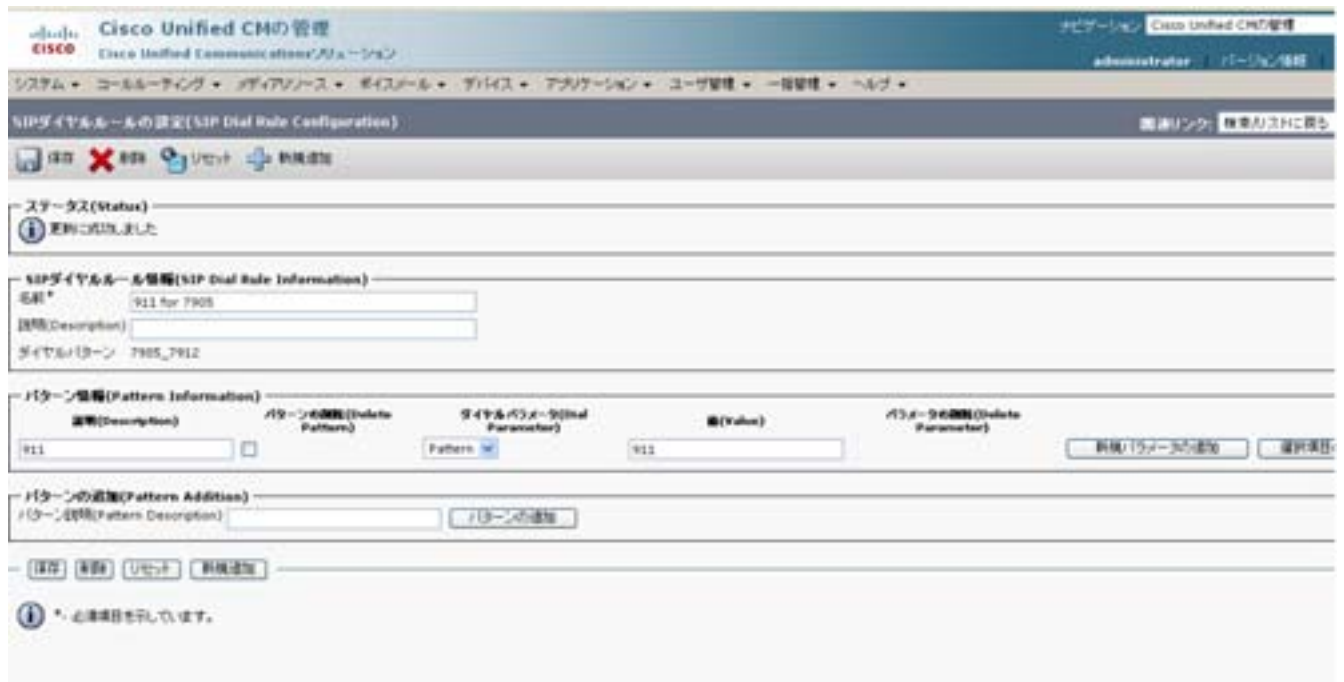 Cisco Unified CMの管理
ナビゲーション Cisco Unified CMの管理
CISCO
Cisco Unified Communicationsソリューション
administrator バージョン情報
システム コールルーティング メディアリソース ボイスメール デバイス アプリケーション ユーザ管理 一括管理 ヘルプ
SIPダイヤルルールの設定(SIP Dial Rule Configuration)
関連リンク: 検索/リストに戻る
保存 削除 リセット 新規追加
ステータス(Status)
更新に成功しました
SIPダイヤルルール情報(SIP Dial Rule Information)
名前* 911 for 7905
説明(Description)
ダイヤルパターン 7905_7912
パターン情報(Pattern Information)
説明(Description) パターンの削除(Delete Pattern) ダイヤルパラメータ(Dial Parameter) 値(Value) パラメータの削除(Delete Parameter)
911 Pattern 911 新規パラメータの追加 選択項目
パターンの追加(Pattern Addition)
パターン説明(Pattern Description) パターンの追加
保存 削除 リセット 新規追加
*- 必須項目を示しています。